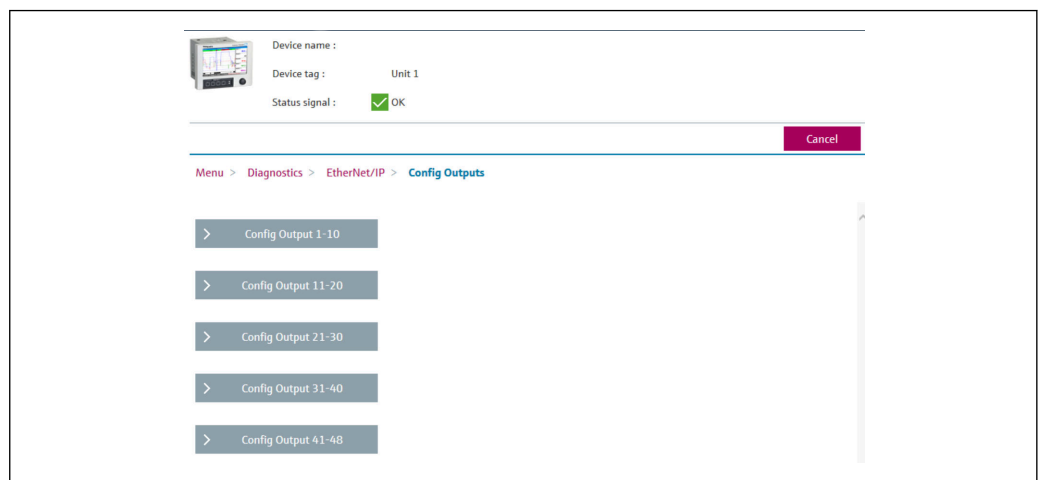 Device name :
Device tag : Unit 1
Status signal : OK
Cancel
Menu > Diagnostics > EtherNet/IP > Config Outputs
Config Output 1-10
Config Output 11-20
Config Output 21-30
Config Output 31-40
Config Output 41-48